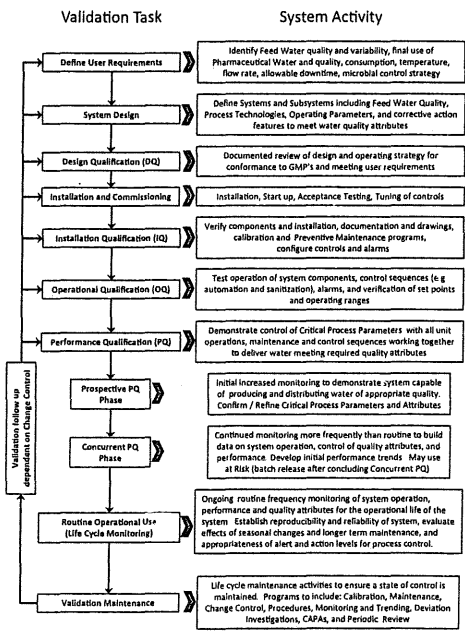 Validation Task
System Activity
Define User Requirements
Identify Feed Water quality and variability, final use of
Pharmaceutical Water and quality, consumption, temperature,
flow rate, allowable downtime, microbial control strategy
System Design
Define Systems and Subsystems including Feed Water Quality,
Process Technologies, Operating Parameters, and corrective action
features to meet water quality attributes
Design Qualification (DQ)
Documented review of design and operating strategy for
conformance to GMP's and meeting user requirements
Installation and Commissioning
Installation, Start up, Acceptance Testing, Tuning of controls
Installation Qualification (IQ)
Verify components and installation, documentation and drawings,
calibration and Preventive Maintenance programs,
configure controls and alarms
Operational Qualification (OQ)
Test operation of system components, control sequences (e g
automation and sanitization), alarms, and verification of set points
and operating ranges
Performance Qualification (PQ)
Demonstrate control of Critical Process Parameters with all unit
operations, maintenance and control sequences working together
to deliver water meeting required quality attributes
Prospective PQ
Phase
Initial increased monitoring to demonstrate system capable
of producing and distributing water of appropriate quality.
Confirm / Refine Critical Process Parameters and Attributes
Concurrent PQ
Phase
Continued monitoring more frequently than routine to build
data on system operation, control of quality attributes, and
performance. Develop initial performance trends May use
at Risk (batch release after concluding Concurrent PQ)
Validation follow up
dependent on Change Control
Routine Operational Use
(Life Cycle Monitoring)
Ongoing routine frequency monitoring of system operation,
performance and quality attributes for the operational life of the
system Establish reproducibility and reliability of system, evaluate
effects of seasonal changes and longer term maintenance, and
appropriateness of alert and action levels for process control.
Validation Maintenance
Life cycle maintenance activities to ensure a state of control is
maintained. Programs to include: Calibration, Maintenance,
Change Control, Procedures, Monitoring and Trending, Deviation
Investigations, CAPAs, and Periodic Review